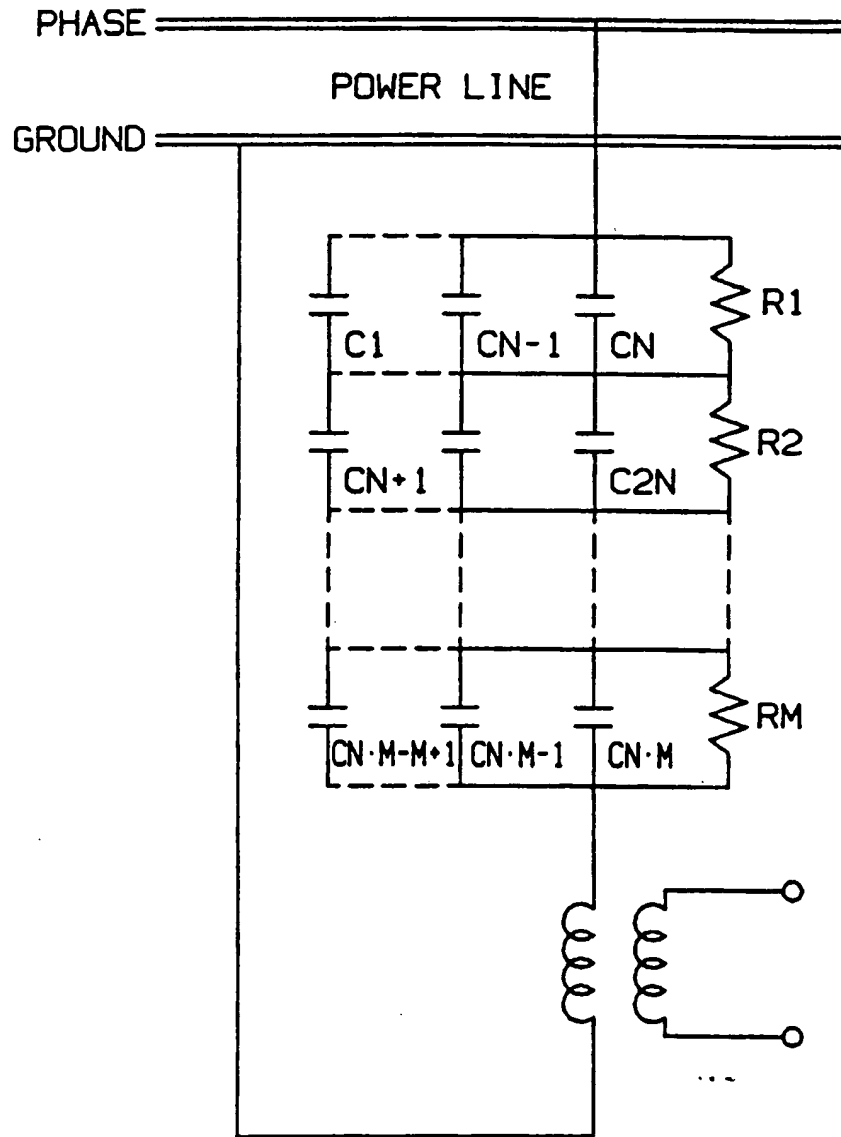 PHASE
POWER LINE
GROUND
R1
C1
CN-1
CN
R2
CN+1
C2N
RM
CN·M-M+1
CN·M-1
CN·M